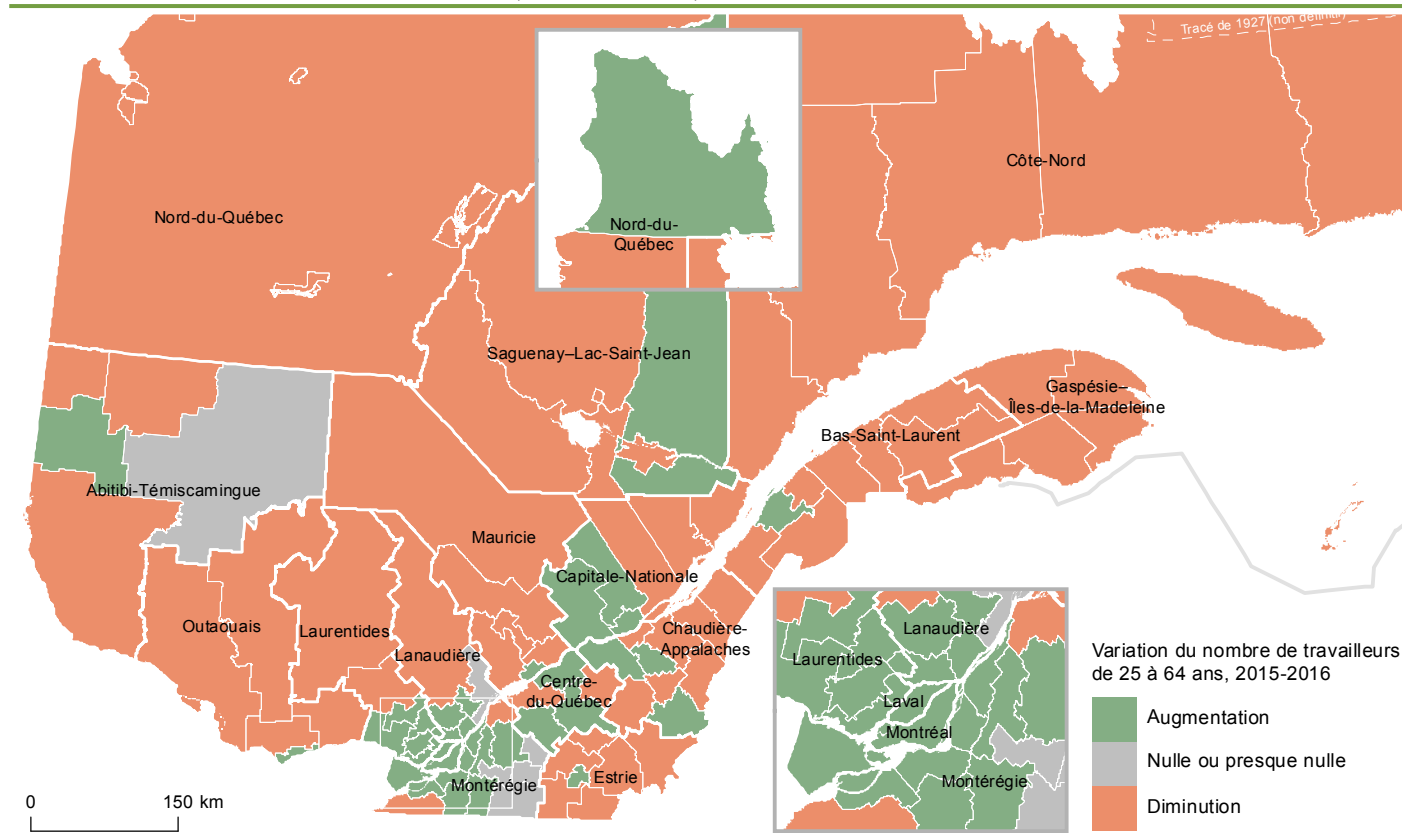 Tracé de 1927 (non définitif)
Côte-Nord
Nord-du-Québec
Nord-du-
Québec
Saguenay–Lac-Saint-Jean
Gaspésie–
Îles-de-la-Madeleine
Bas-Saint-Laurent
Abitibi-Témiscamingue
Mauricie
Capitale-Nationale
Outaouais
Laurentides
Lanaudière
Chaudière-
Appalaches
Centre-
du-Québec
Montérégie
Estrie
0 150 km
Lanaudière
Laurentides
Laval
Montréal
Montérégie
Variation du nombre de travailleurs
de 25 à 64 ans, 2015-2016
Augmentation
Nulle ou presque nulle
Diminution